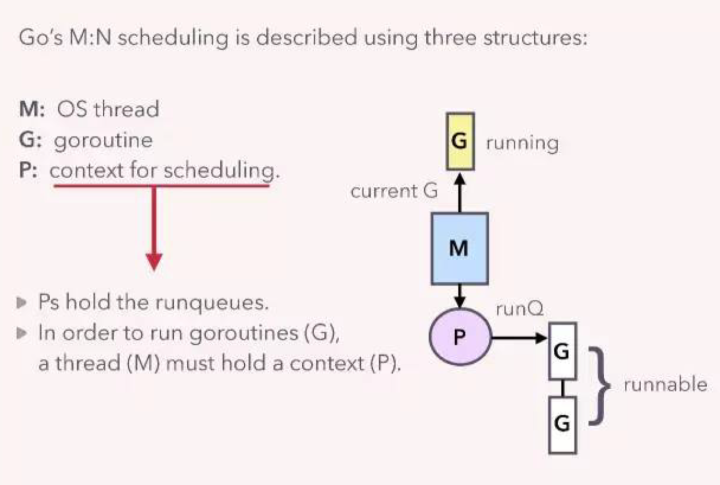 Go's M:N scheduling is described using three structures:
M: OS thread
G: goroutine
P: context for scheduling.
▶ Ps hold the runqueues.
▶ In order to run goroutines (G),
a thread (M) must hold a context (P).
G running
current G
M
runQ
P
G
runnable
G